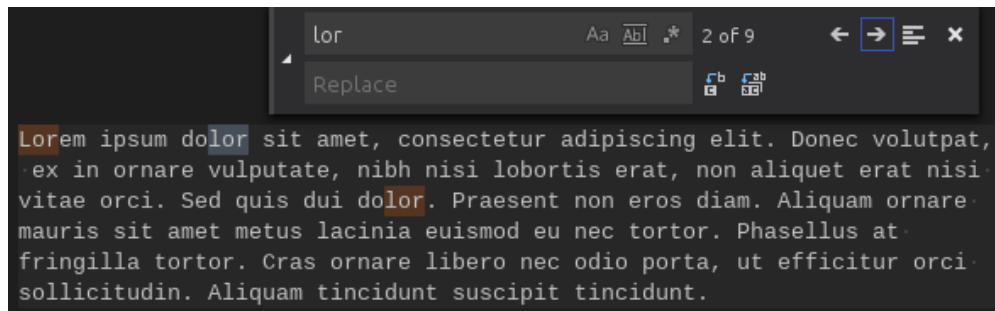 lor Aa Abl .* 2 of 9
Replace
Lorem ipsum dolor sit amet, consectetur adipiscing elit. Donec volutpat,
ex in ornare vulputate, nibh nisi lobortis erat, non aliquet erat nisi
vitae orci. Sed quis dui dolor. Praesent non eros diam. Aliquam ornare
mauris sit amet metus lacinia euismod eu nec tortor. Phasellus at
fringilla tortor. Cras ornare libero nec odio porta, ut efficitur orci
sollicitudin. Aliquam tincidunt suscipit tincidunt.